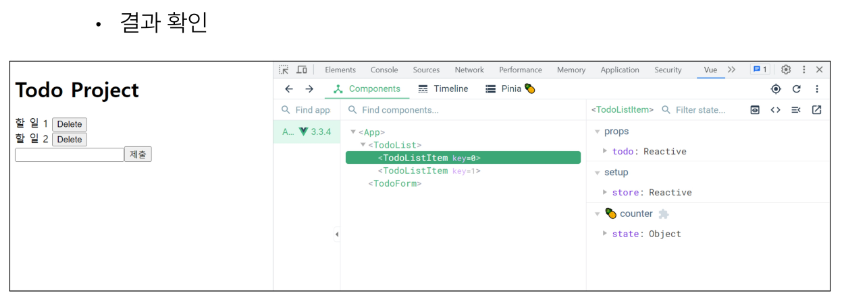 • 결과 확인
Elements Console Sources Network Performance Memory Application Security Vue >> 1
Todo Project
Components Timeline Pinia 🍍
Find app
Find components...
<TodoListItem> Filter state...
A... 3.3.4
<App>
<TodoList>
<TodoListItem key=0>
<TodoListItem key=1>
<TodoForm>
props
todo: Reactive
setup
store: Reactive
🍍 counter
state: Object
할 일 1 Delete
할 일 2 Delete
제출